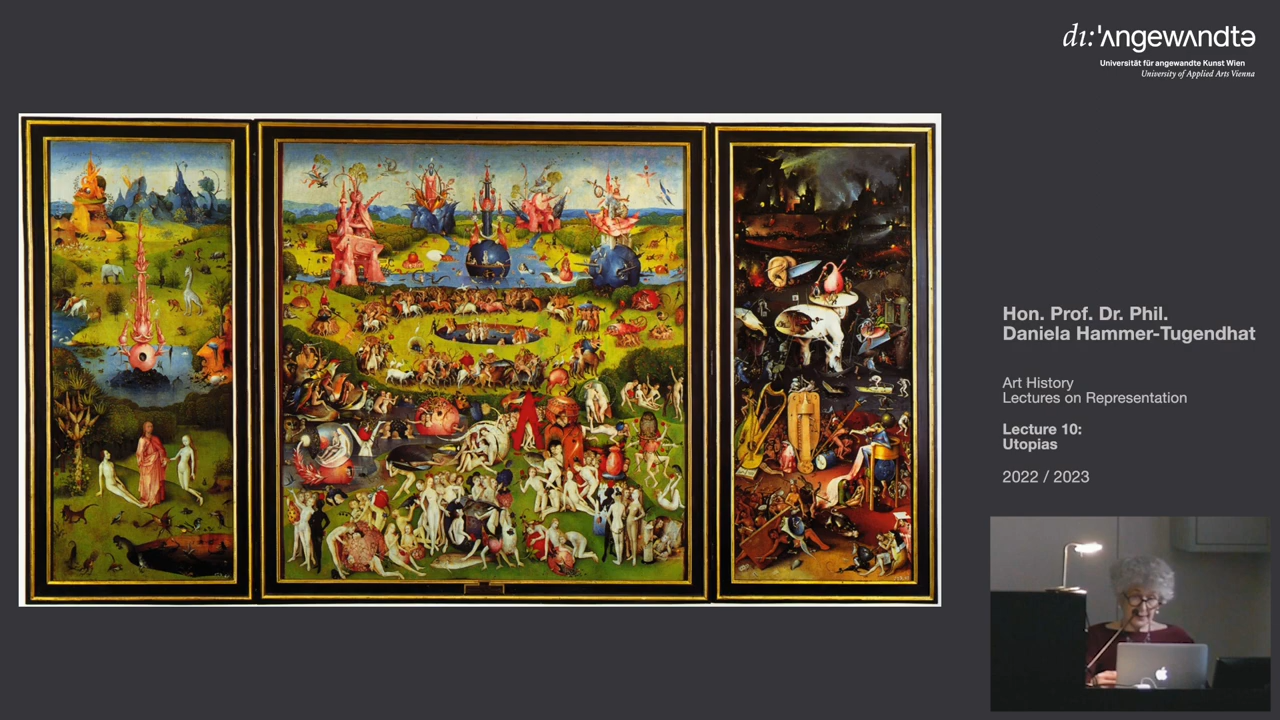 dı:'ʌngewʌndtə
Universität für angewandte Kunst Wien
University of Applied Arts Vienna
Hon. Prof. Dr. Phil.
Daniela Hammer-Tugendhat
Art History
Lectures on Representation
Lecture 10:
Utopias
2022 / 2023